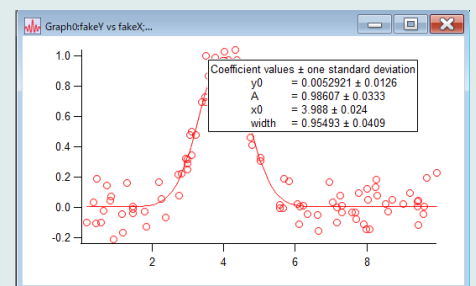 Graph0:fakeY vs fakeX;...
Coefficient values ± one standard deviation
y0 = 0.0052921 ± 0.0126
A = 0.98607 ± 0.0333
x0 = 3.988 ± 0.024
width = 0.95493 ± 0.0409
1.0
0.8
0.6
0.4
0.2
0.0
-0.2
2 4 6 8